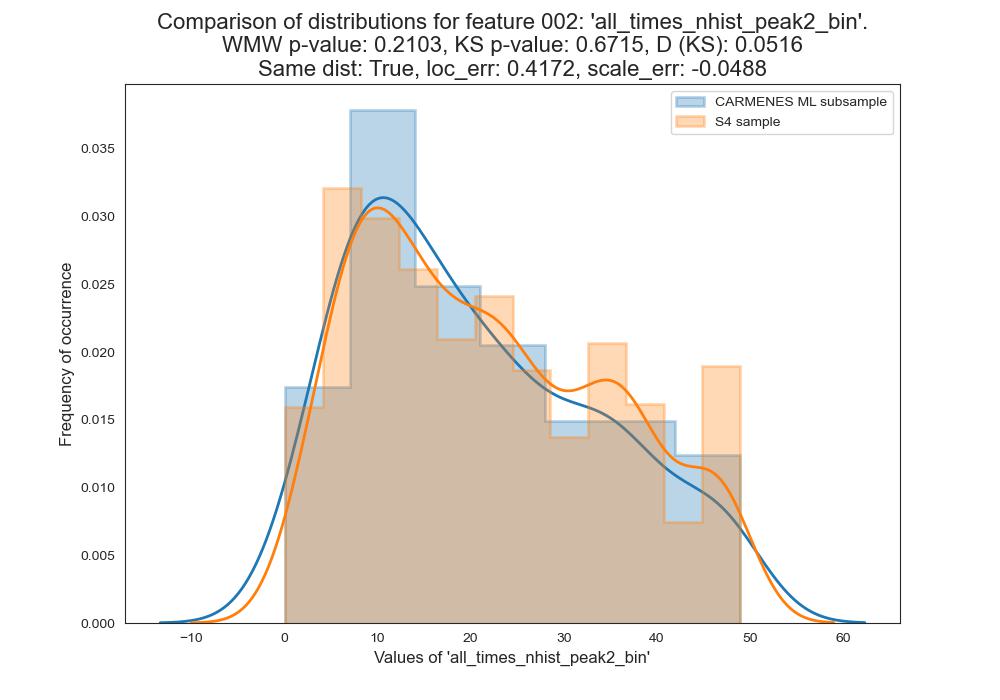 Comparison of distributions for feature 002: 'all_times_nhist_peak2_bin'.
WMW p-value: 0.2103, KS p-value: 0.6715, D (KS): 0.0516
Same dist: True, loc_err: 0.4172, scale_err: -0.0488
CARMENES ML subsample
S4 sample
Frequency of occurrence
0.035
0.030
0.025
0.020
0.015
0.010
0.005
0.000
−10
0
10
20
30
40
50
60
Values of 'all_times_nhist_peak2_bin'